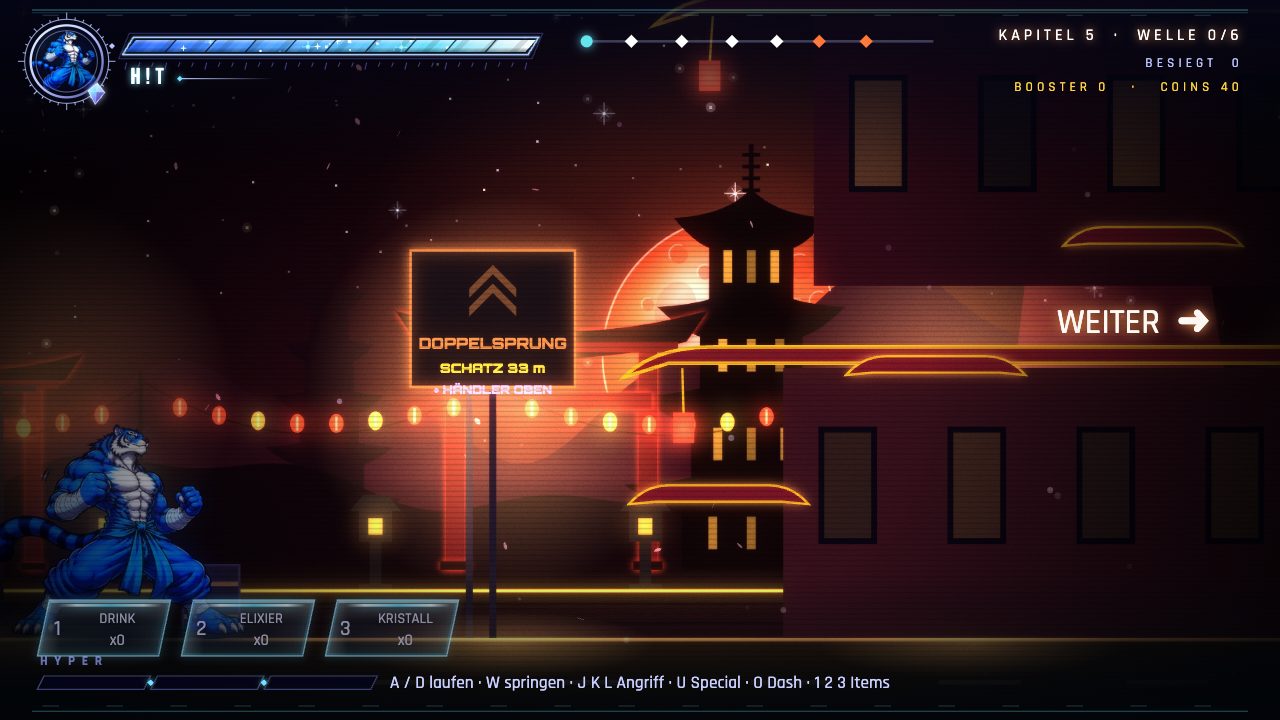 KAPITEL 5 · WELLE 0/6
H!T
BESIEGT 0
BOOSTER 0 · COINS 40
WEITER →
DOPPELSPRUNG
SCHATZ 33 m
• HÄNDLER OBEN
1 DRINK x0
2 ELIXIER x0
3 KRISTALL x0
HYPER
A / D laufen · W springen · J K L Angriff · U Special · O Dash · 1 2 3 Items